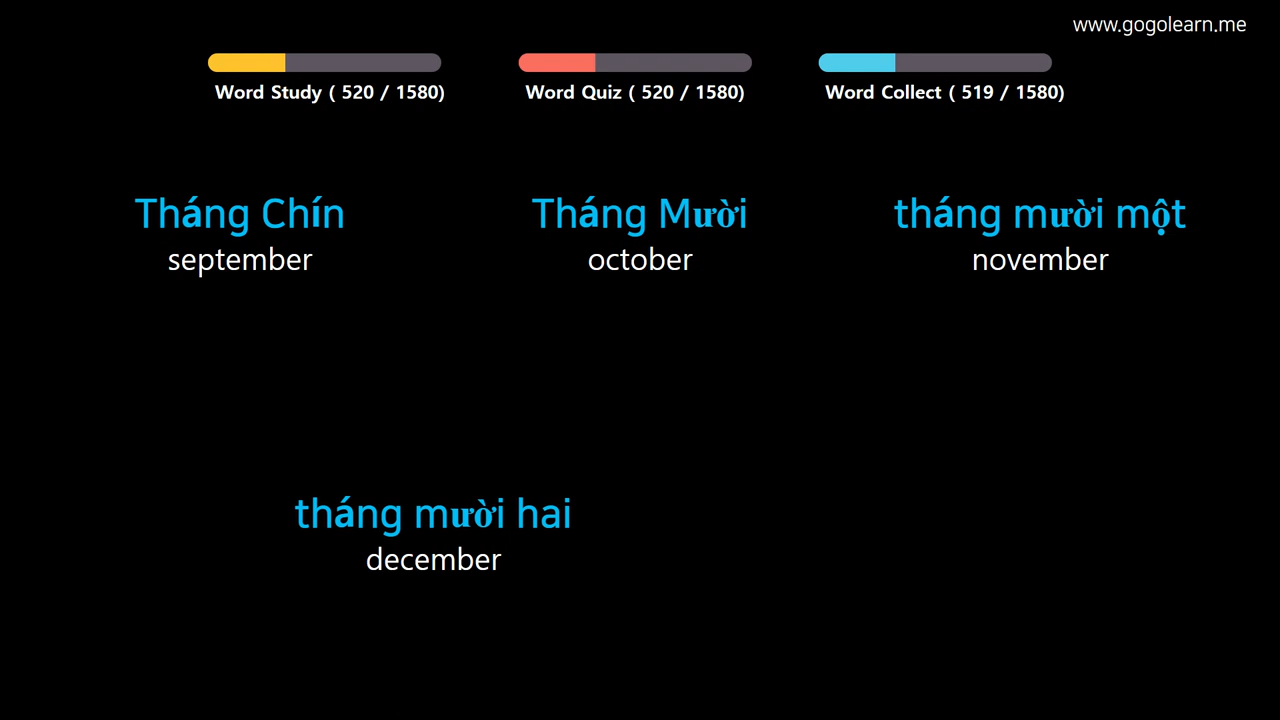 www.gogolearn.me
Word Study ( 520 / 1580)
Word Quiz ( 520 / 1580)
Word Collect ( 519 / 1580)
Tháng Chín
september
Tháng Mười
october
tháng mười một
november
tháng mười hai
december